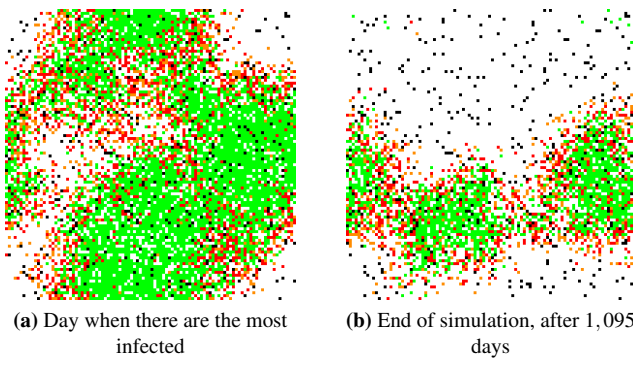 (a) Day when there are the most
infected
(b) End of simulation, after 1,095
days